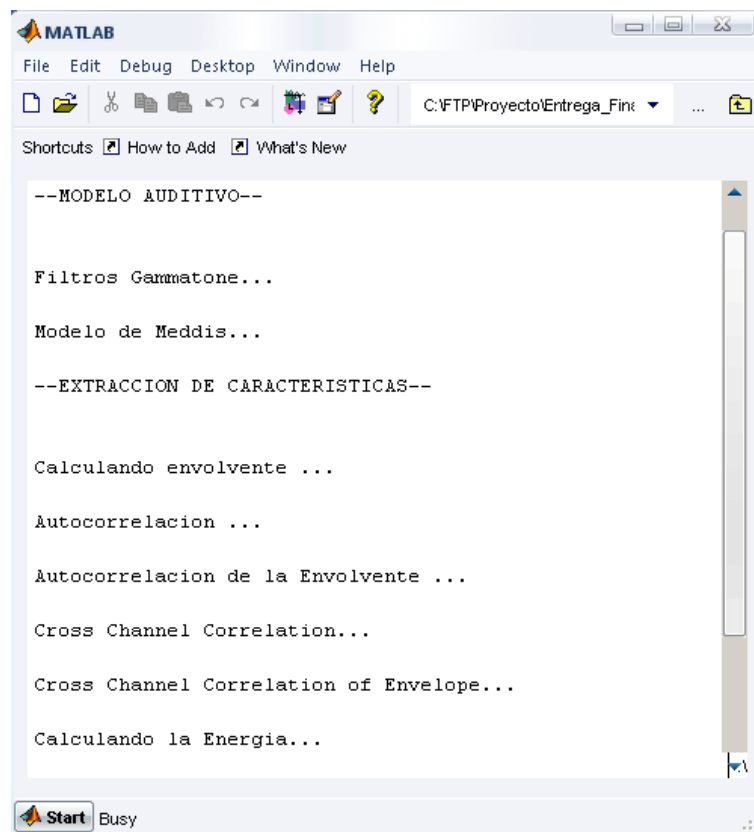 MATLAB
File Edit Debug Desktop Window Help
C:\FTP\Proyecto\Entrega_Fina ...
Shortcuts How to Add What's New
--MODELO AUDITIVO--
Filtros Gammatone...
Modelo de Meddis...
--EXTRACCION DE CARACTERISTICAS--
Calculando envolvente ...
Autocorrelacion ...
Autocorrelacion de la Envolvente ...
Cross Channel Correlation...
Cross Channel Correlation of Envelope...
Calculando la Energia...
Start Busy